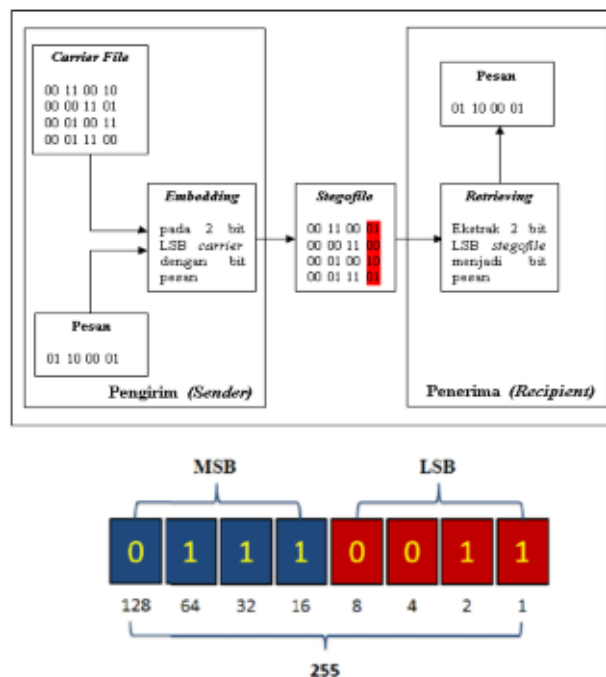 Carrier File
00 11 00 10
00 00 11 01
00 01 00 11
00 01 11 00
Embedding
pada 2 bit
LSB carrier
dengan bit
pesan
Pesan
01 10 00 01
Pengirim (Sender)
Stegofile
00 11 00 01
00 00 11 00
00 01 00 10
00 01 11 01
Pesan
01 10 00 01
Retrieving
Ekstrak 2 bit
LSB stegofile
menjadi bit
pesan
Penerima (Recipient)
MSB LSB
0 1 1 1 0 0 1 1
128 64 32 16 8 4 2 1
255